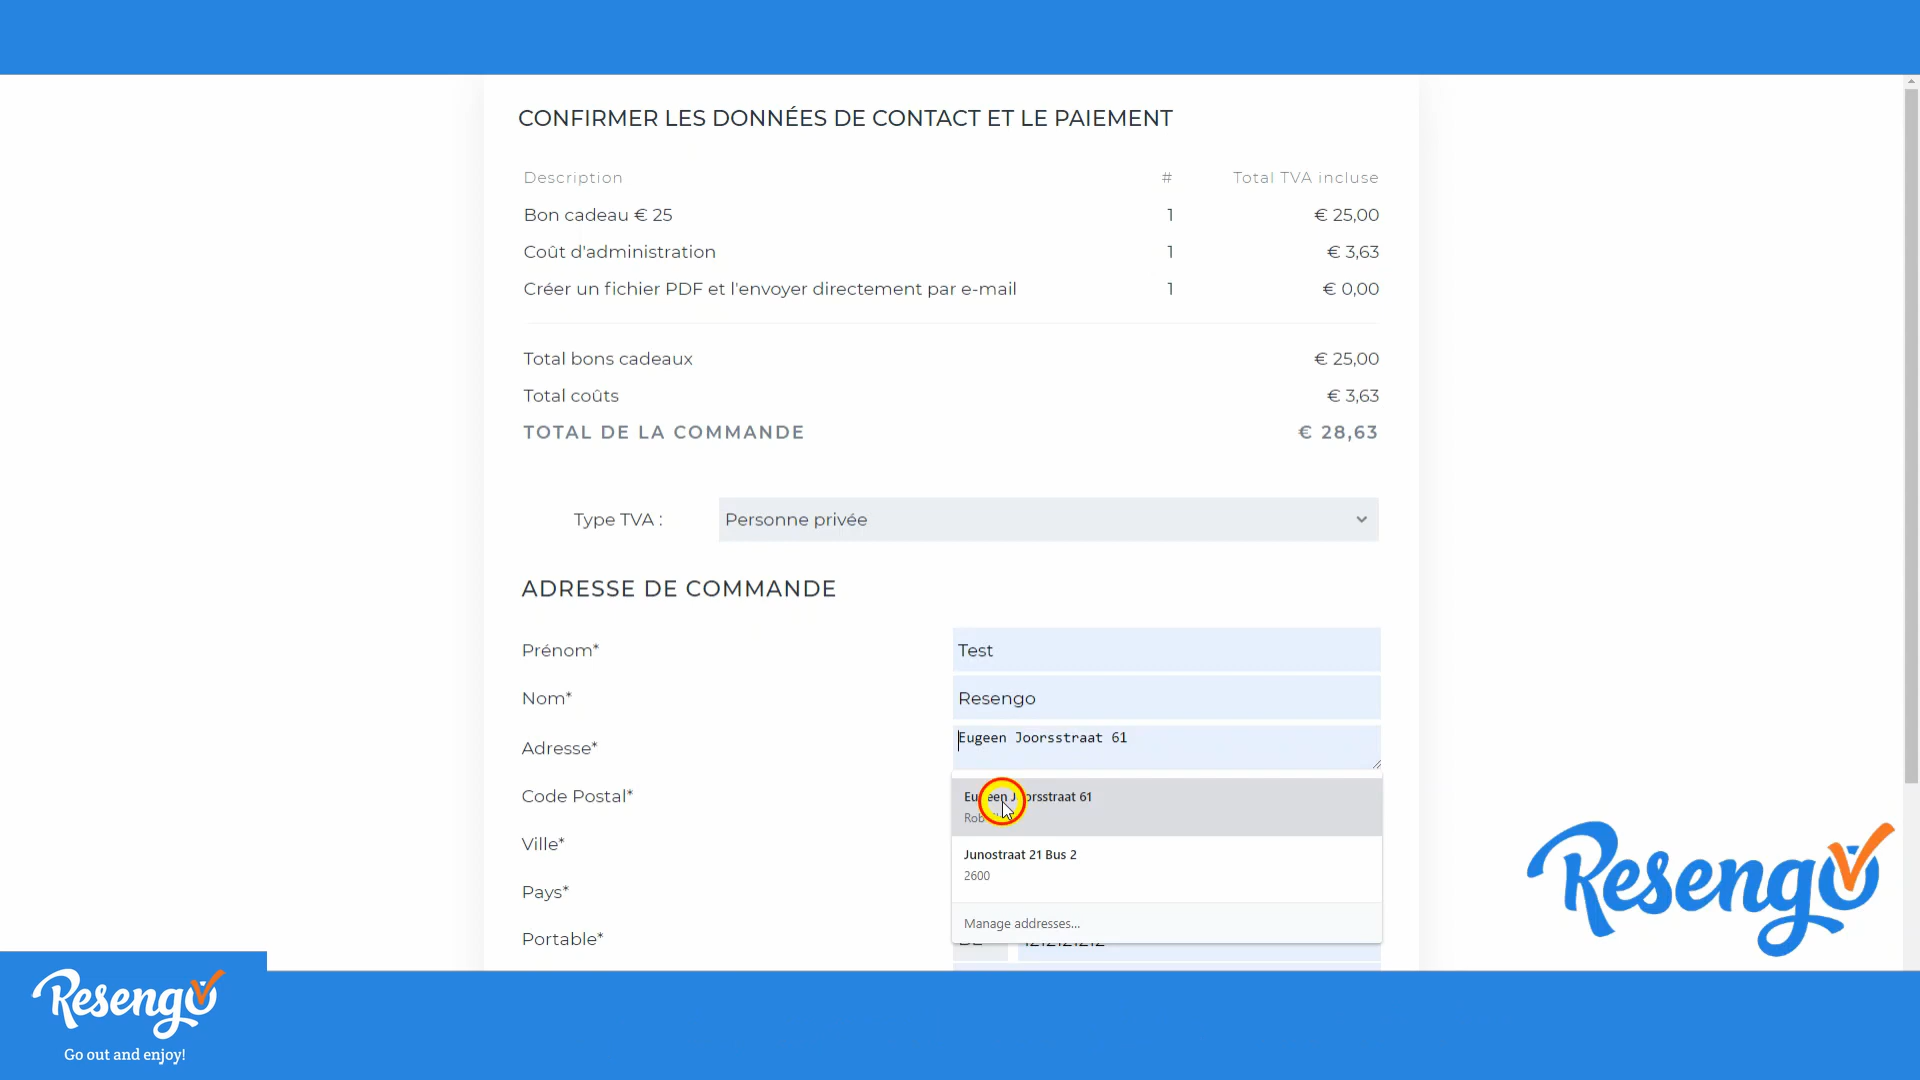 CONFIRMER LES DONNÉES DE CONTACT ET LE PAIEMENT
Description # Total TVA incluse
Bon cadeau € 25 1 € 25,00
Coût d'administration 1 € 3,63
Créer un fichier PDF et l'envoyer directement par e-mail 1 € 0,00
Total bons cadeaux € 25,00
Total coûts € 3,63
TOTAL DE LA COMMANDE € 28,63
Type TVA : Personne privée
ADRESSE DE COMMANDE
Prénom* Test
Nom* Resengo
Adresse* Eugeen Joorsstraat 61
Code Postal*
Eugeen Joorsstraat 61
Ville*
Junostraat 21 Bus 2
2600
Pays*
Manage addresses...
Portable*
Resengo
Resengo
Go out and enjoy!